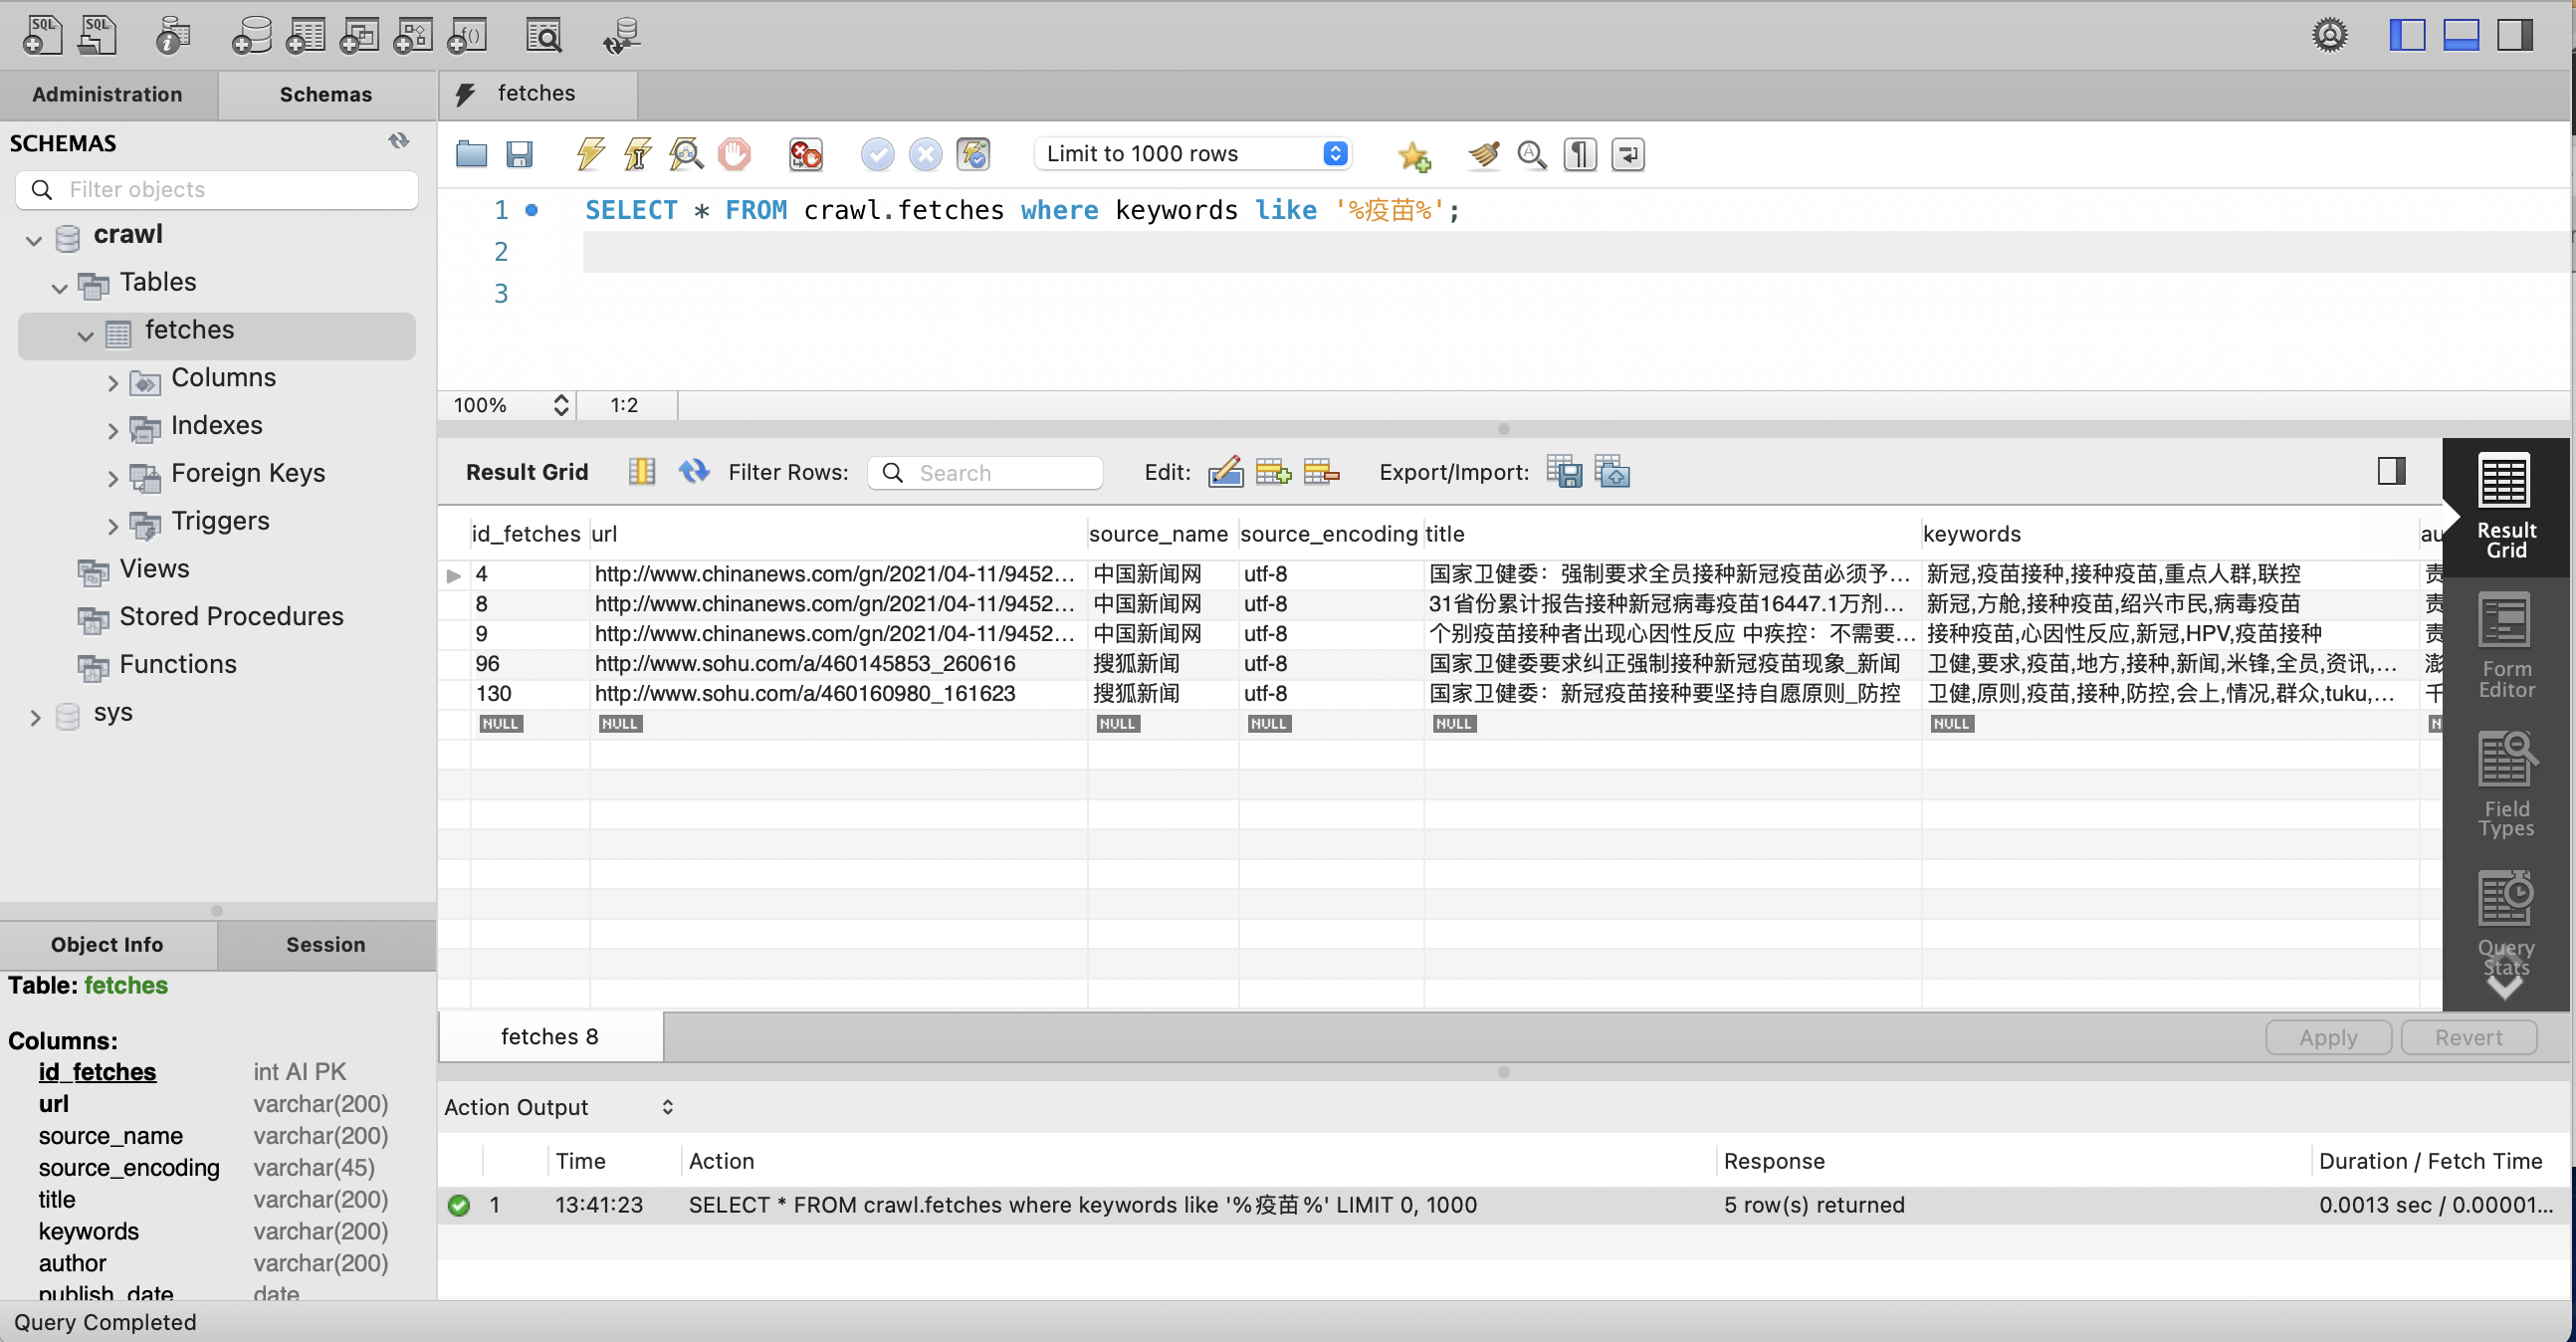 Administration Schemas fetches
SCHEMAS
Filter objects
crawl
Tables
fetches
Columns
Indexes
Foreign Keys
Triggers
Views
Stored Procedures
Functions
sys
Limit to 1000 rows
1 SELECT * FROM crawl.fetches where keywords like '%疫苗%';
2
3
100% 1:2
Result Grid Filter Rows: Search Edit: Export/Import:
id_fetches url source_name source_encoding title keywords au
4 http://www.chinanews.com/gn/2021/04-11/9452... 中国新闻网 utf-8 国家卫健委：强制要求全员接种新冠疫苗必须予... 新冠,疫苗接种,接种疫苗,重点人群,联控 责
8 http://www.chinanews.com/gn/2021/04-11/9452... 中国新闻网 utf-8 31省份累计报告接种新冠病毒疫苗16447.1万剂... 新冠,方舱,接种疫苗,绍兴市民,病毒疫苗 责
9 http://www.chinanews.com/gn/2021/04-11/9452... 中国新闻网 utf-8 个别疫苗接种者出现心因性反应 中疾控：不需要... 接种疫苗,心因性反应,新冠,HPV,疫苗接种 责
96 http://www.sohu.com/a/460145853_260616 搜狐新闻 utf-8 国家卫健委要求纠正强制接种新冠疫苗现象_新闻 卫健,要求,疫苗,地方,接种,新闻,米锋,全员,资讯,... 澎
130 http://www.sohu.com/a/460160980_161623 搜狐新闻 utf-8 国家卫健委：新冠疫苗接种要坚持自愿原则_防控 卫健,原则,疫苗,接种,防控,会上,情况,群众,tuku,... 千
NULL NULL NULL NULL NULL NULL N
Result
Grid
Form
Editor
Field
Types
Query
Stats
fetches 8 Apply Revert
Object Info Session
Table: fetches
Columns:
id_fetches int AI PK
url varchar(200)
source_name varchar(200)
source_encoding varchar(45)
title varchar(200)
keywords varchar(200)
author varchar(200)
publish_date date
Action Output
Time Action Response Duration / Fetch Time
1 13:41:23 SELECT * FROM crawl.fetches where keywords like '%疫苗%' LIMIT 0, 1000 5 row(s) returned 0.0013 sec / 0.00001...
Query Completed